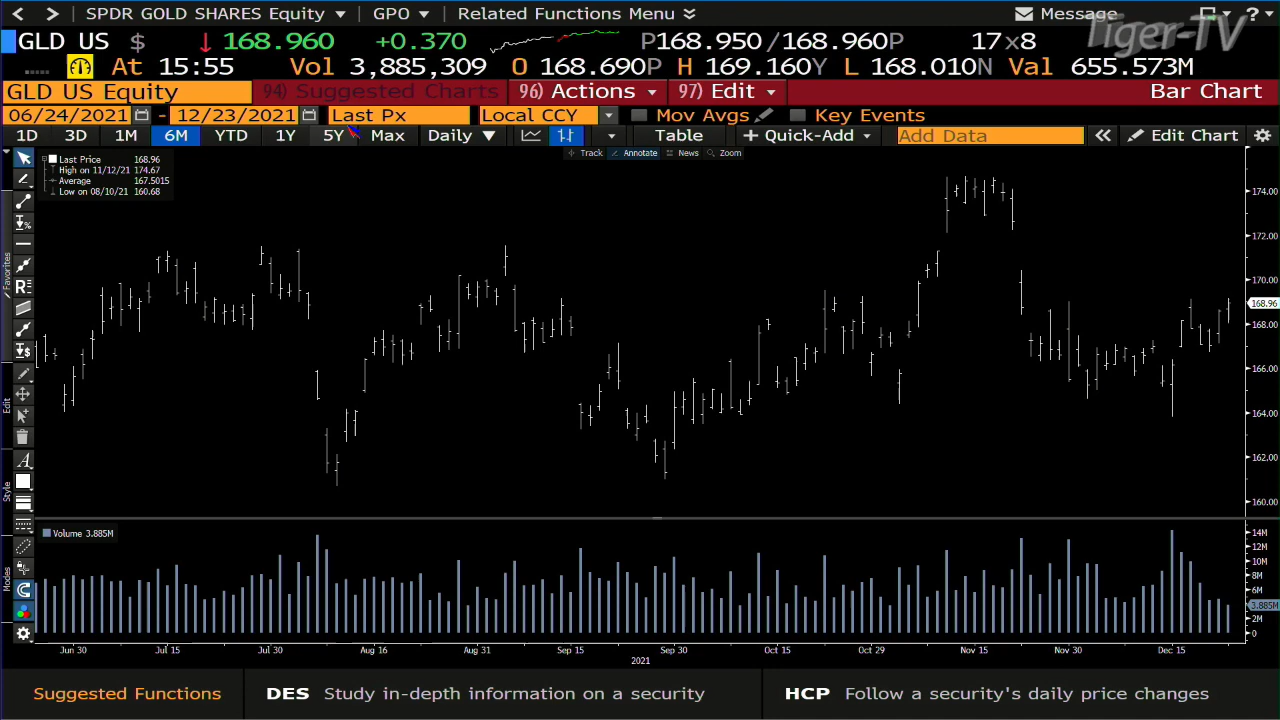 SPDR GOLD SHARES Equity GPO Related Functions Menu Message ?
Tiger-TV
GLD US $ 168.960 +0.370 P168.950 /168.960P 17x8
At 15:55 Vol 3,885,309 O 168.690P H 169.160Y L 168.010N Val 655.573M
GLD US Equity 94) Suggested Charts 96) Actions 97) Edit Bar Chart
06/24/2021 - 12/23/2021 Last Px Local CCY Mov Avgs Key Events
1D 3D 1M 6M YTD 1Y 5Y Max Daily Table + Quick-Add Add Data Edit Chart
Track Annotate News Zoom
Last Price 168.96
High on 11/12/21 174.67
Average 167.5015
Low on 08/10/21 160.68
174.00
172.00
170.00
168.96
168.00
166.00
164.00
162.00
160.00
Favorites
Edit
Style
Modes
Volume 3.885M
14M
12M
10M
8M
6M
3.885M
2M
0
Jun 30 Jul 15 Jul 30 Aug 16 Aug 31 Sep 15 Sep 30 Oct 15 Oct 29 Nov 15 Nov 30 Dec 15
2021
Suggested Functions DES Study in-depth information on a security HCP Follow a security's daily price changes